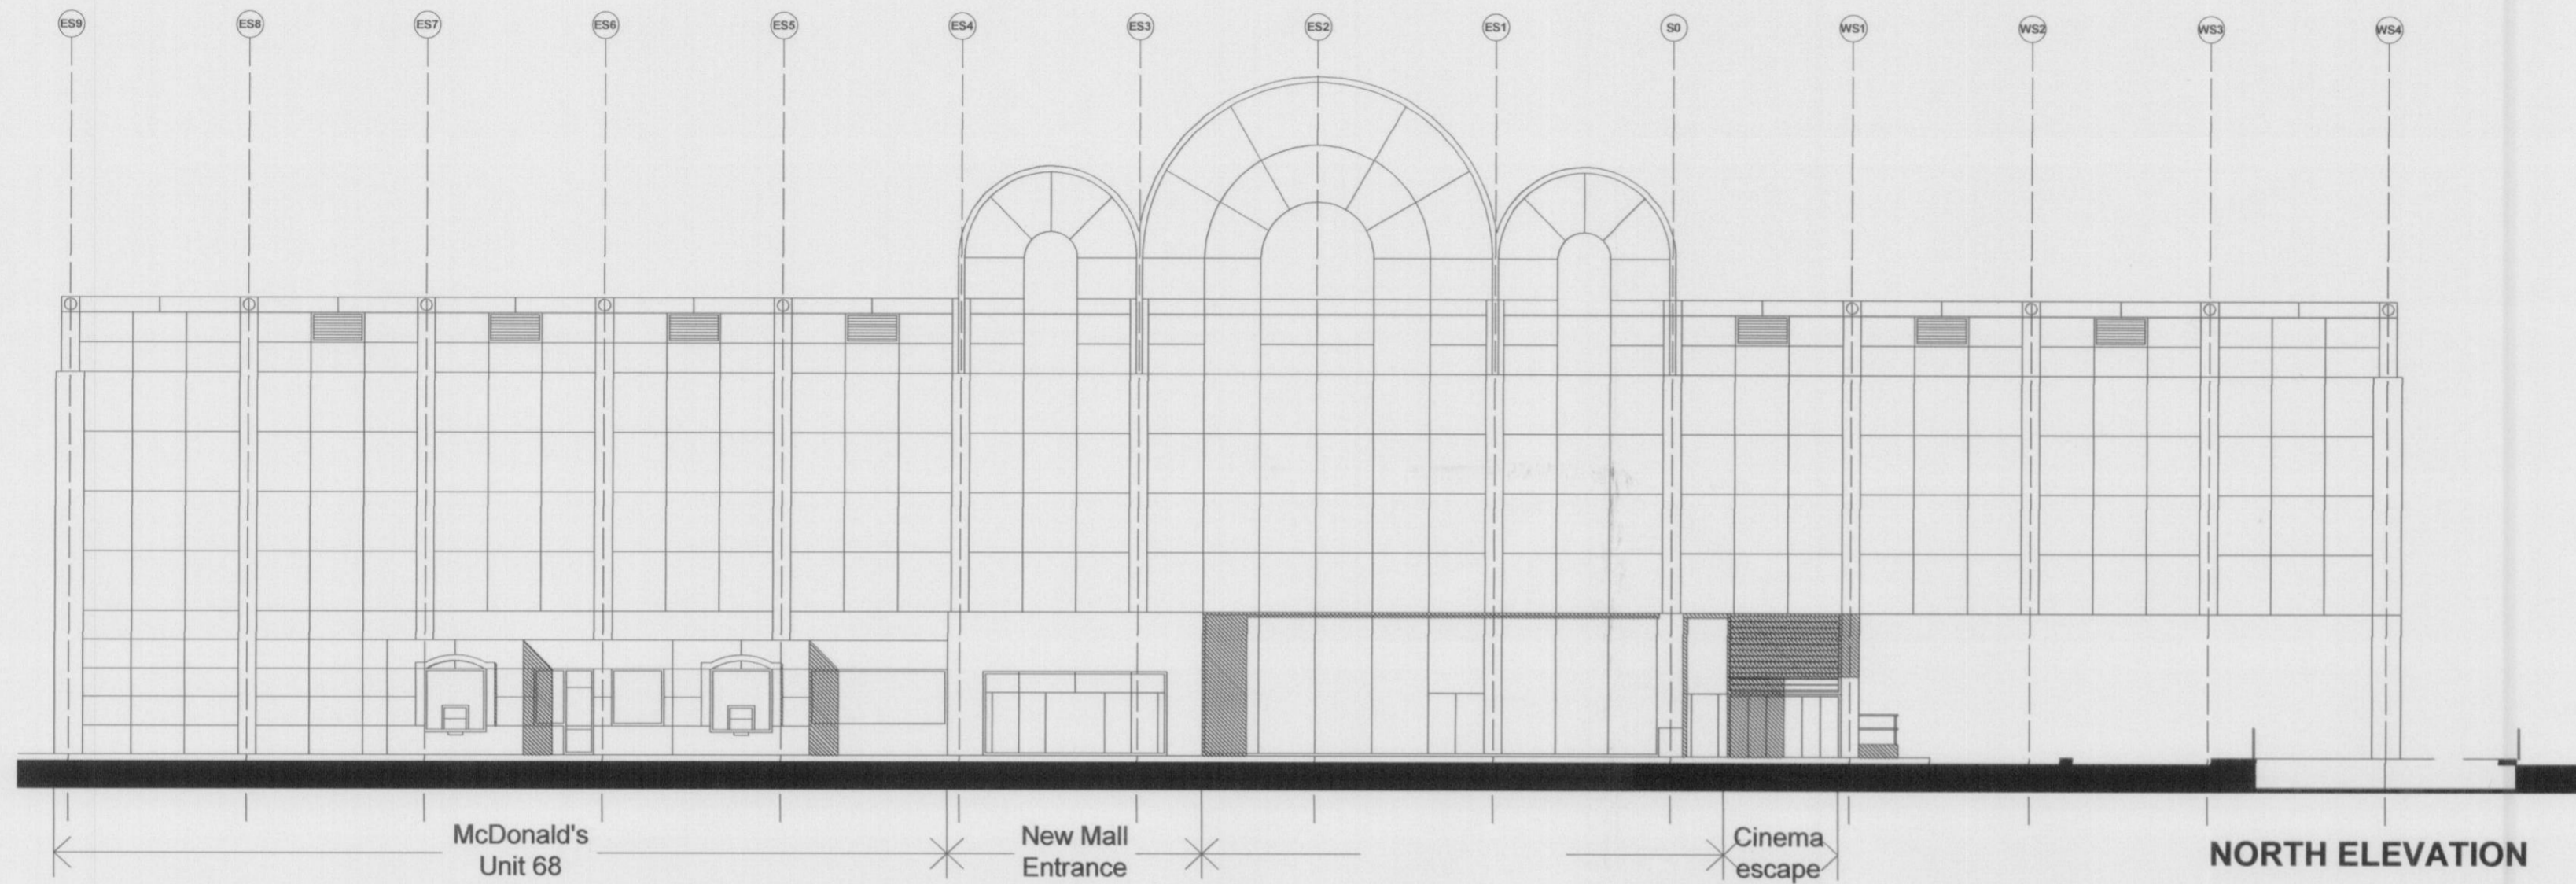 ES9 ES8 ES7 ES6 ES5 ES4 ES3 ES2 ES1 S0 WS1 WS2 WS3 WS4
McDonald's
Unit 68
New Mall
Entrance
Cinema
escape
NORTH ELEVATION